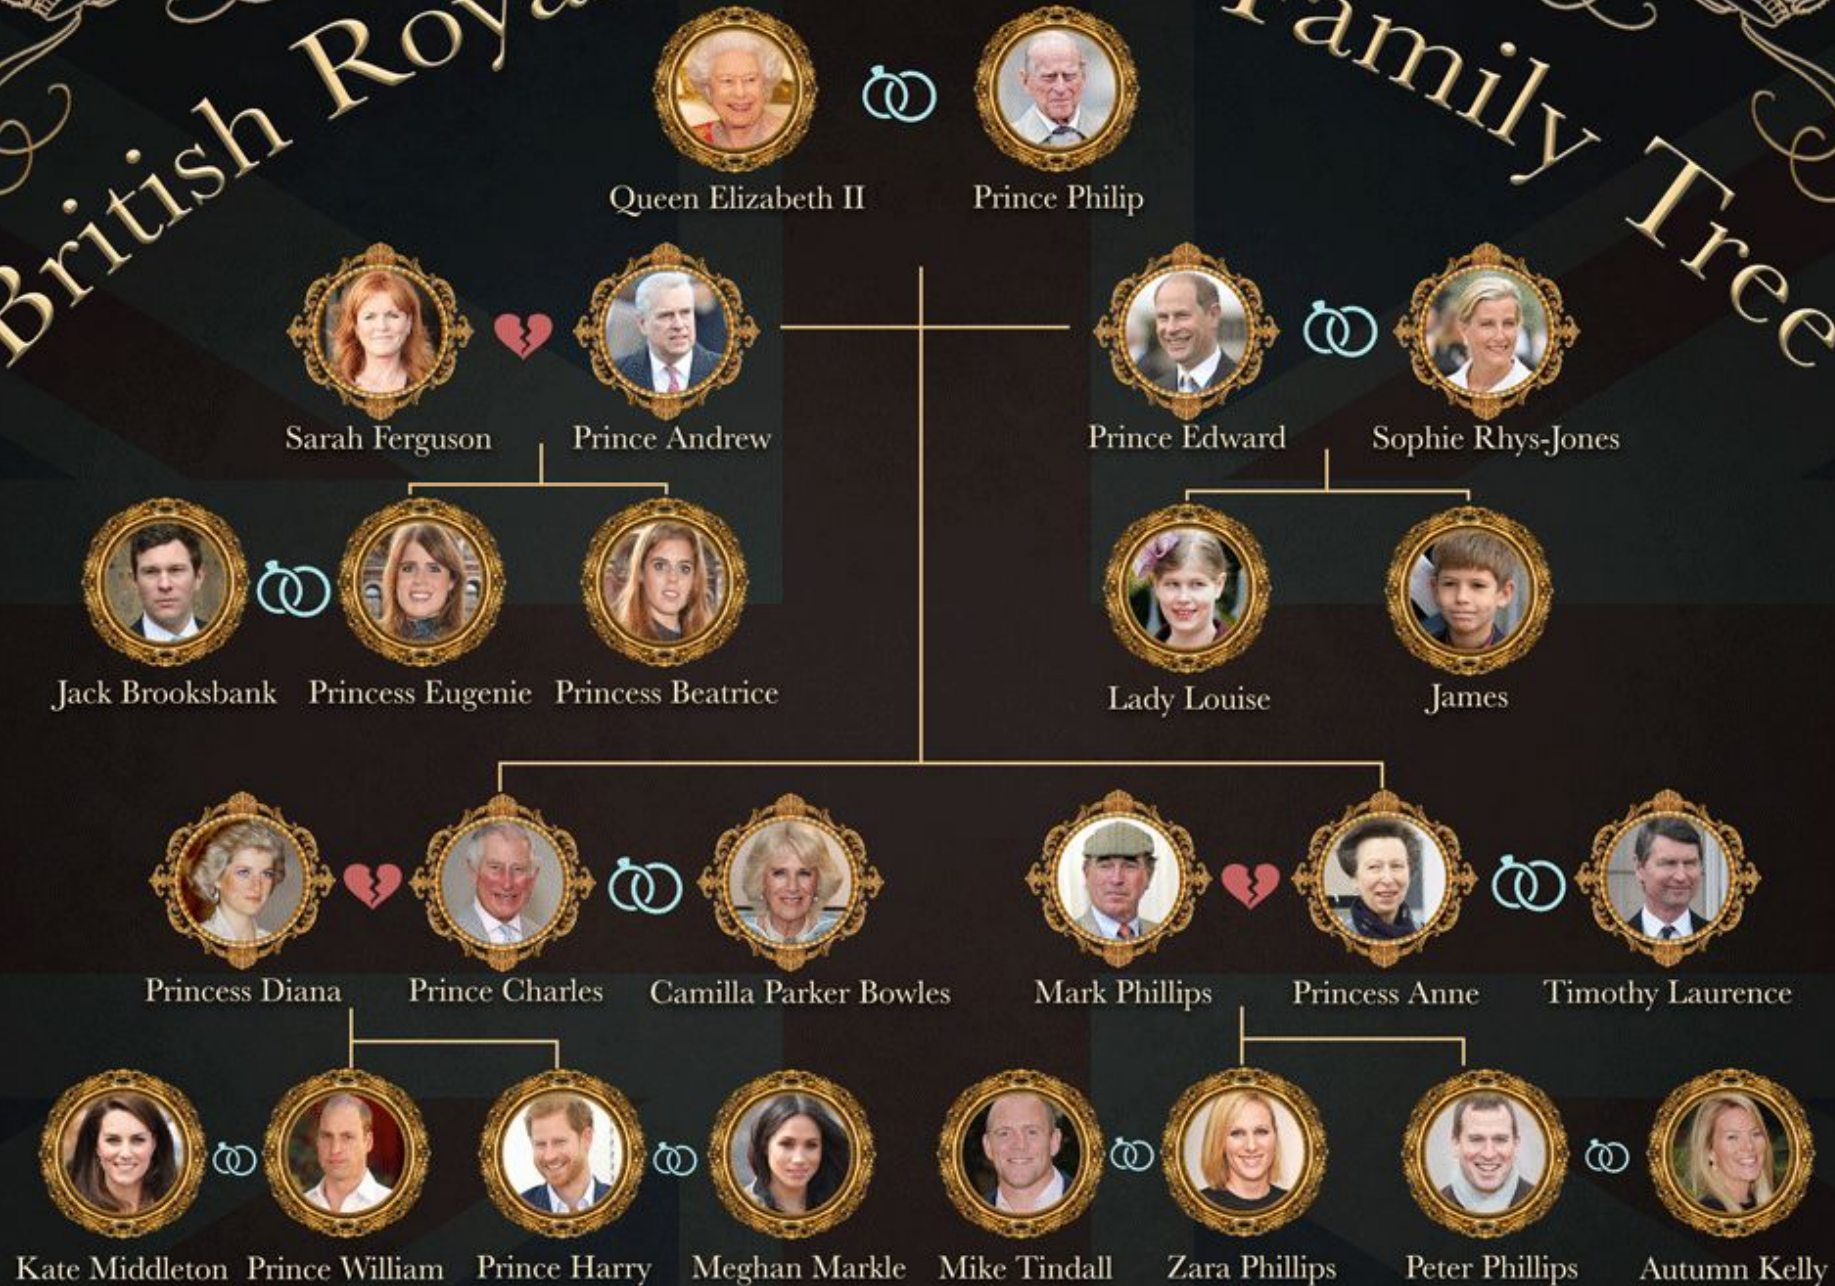 British Roya
Family Tree
Queen Elizabeth II
Prince Philip
Sarah Ferguson
Prince Andrew
Prince Edward
Sophie Rhys-Jones
Jack Brooksbank
Princess Eugenie
Princess Beatrice
Lady Louise
James
Princess Diana
Prince Charles
Camilla Parker Bowles
Mark Phillips
Princess Anne
Timothy Laurence
Kate Middleton
Prince William
Prince Harry
Meghan Markle
Mike Tindall
Zara Phillips
Peter Phillips
Autumn Kelly